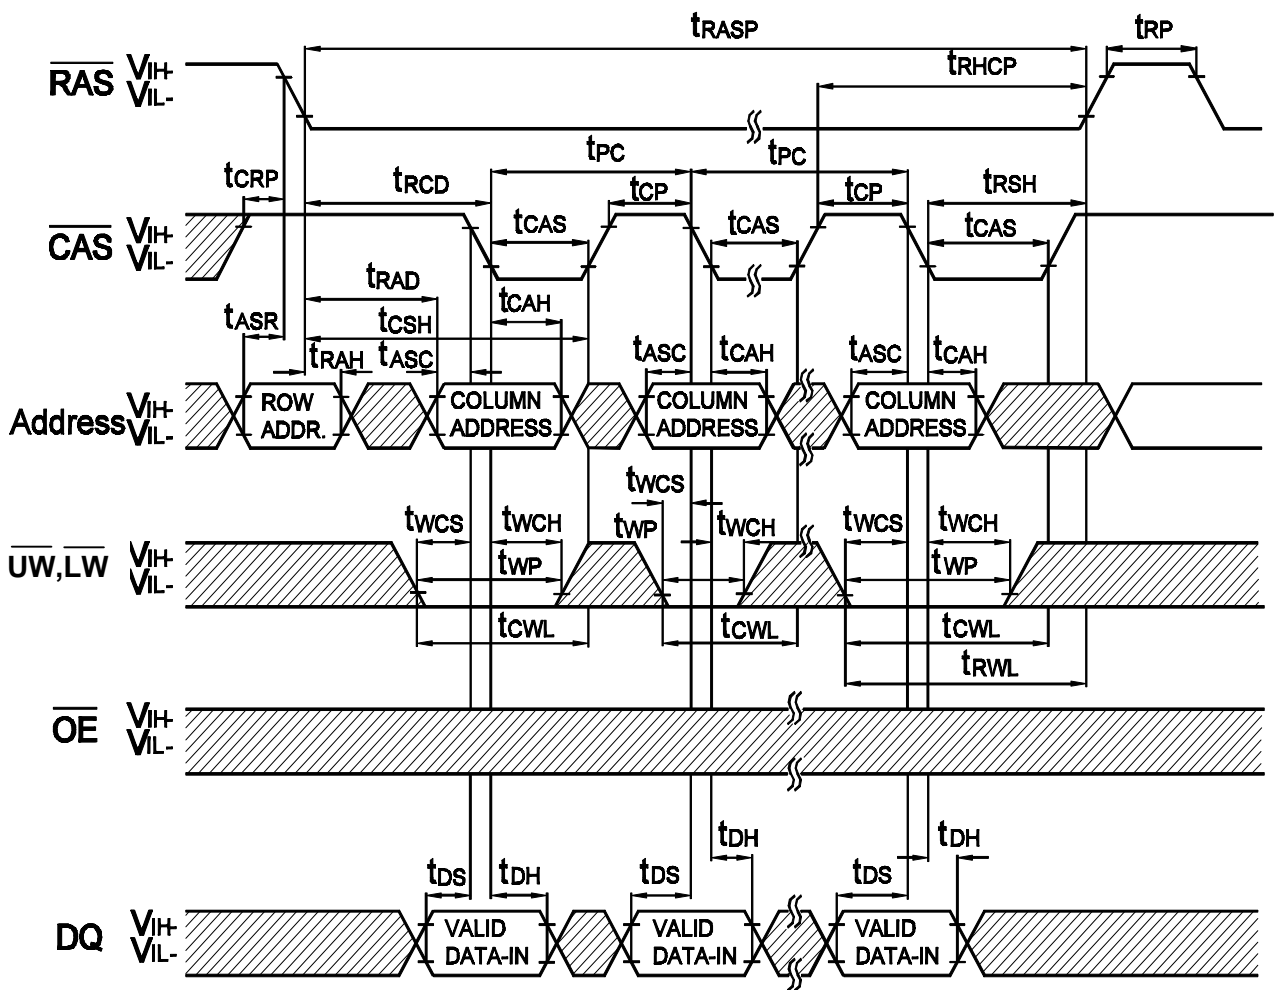 tRASP
tRP
tRHCP
RAS VIH- VIL-
tPC tPC
tCRP tRCD tCP tCP tRSH
tCAS tCAS tCAS
CAS VIH- VIL-
tRAD
tCAH
tASR tCSH
tRAH tASC tASC tCAH tASC tCAH
Address VIH- VIL-
ROW ADDR.
COLUMN ADDRESS
COLUMN ADDRESS
COLUMN ADDRESS
tWCS
tWCS tWCH tWP tWCH tWCS tWCH
UW,LW VIH- VIL-
tWP tWP
tCWL tCWL tCWL
tRWL
OE VIH- VIL-
tDH tDH
tDS tDH tDS tDS
DQ VIH- VIL-
VALID DATA-IN
VALID DATA-IN
VALID DATA-IN